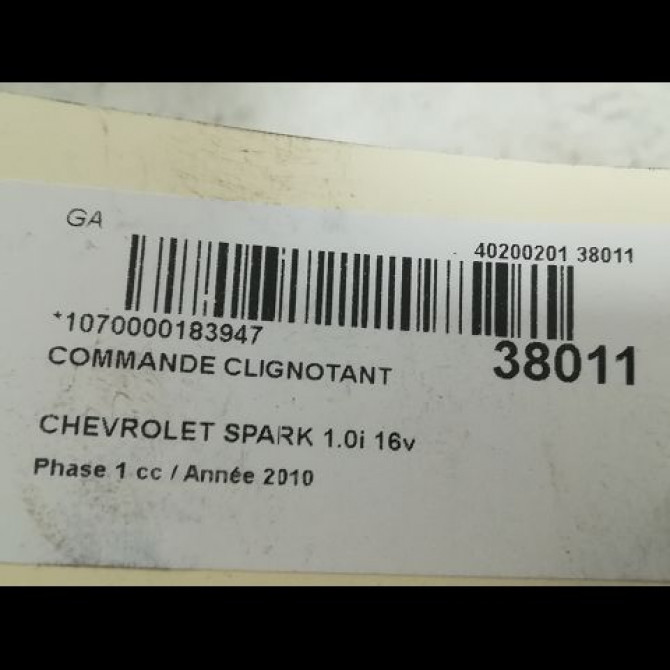 GA
40200201 38011
*1070000183947
38011
COMMANDE CLIGNOTANT
CHEVROLET SPARK 1.0i 16v
Phase 1 cc / Année 2010